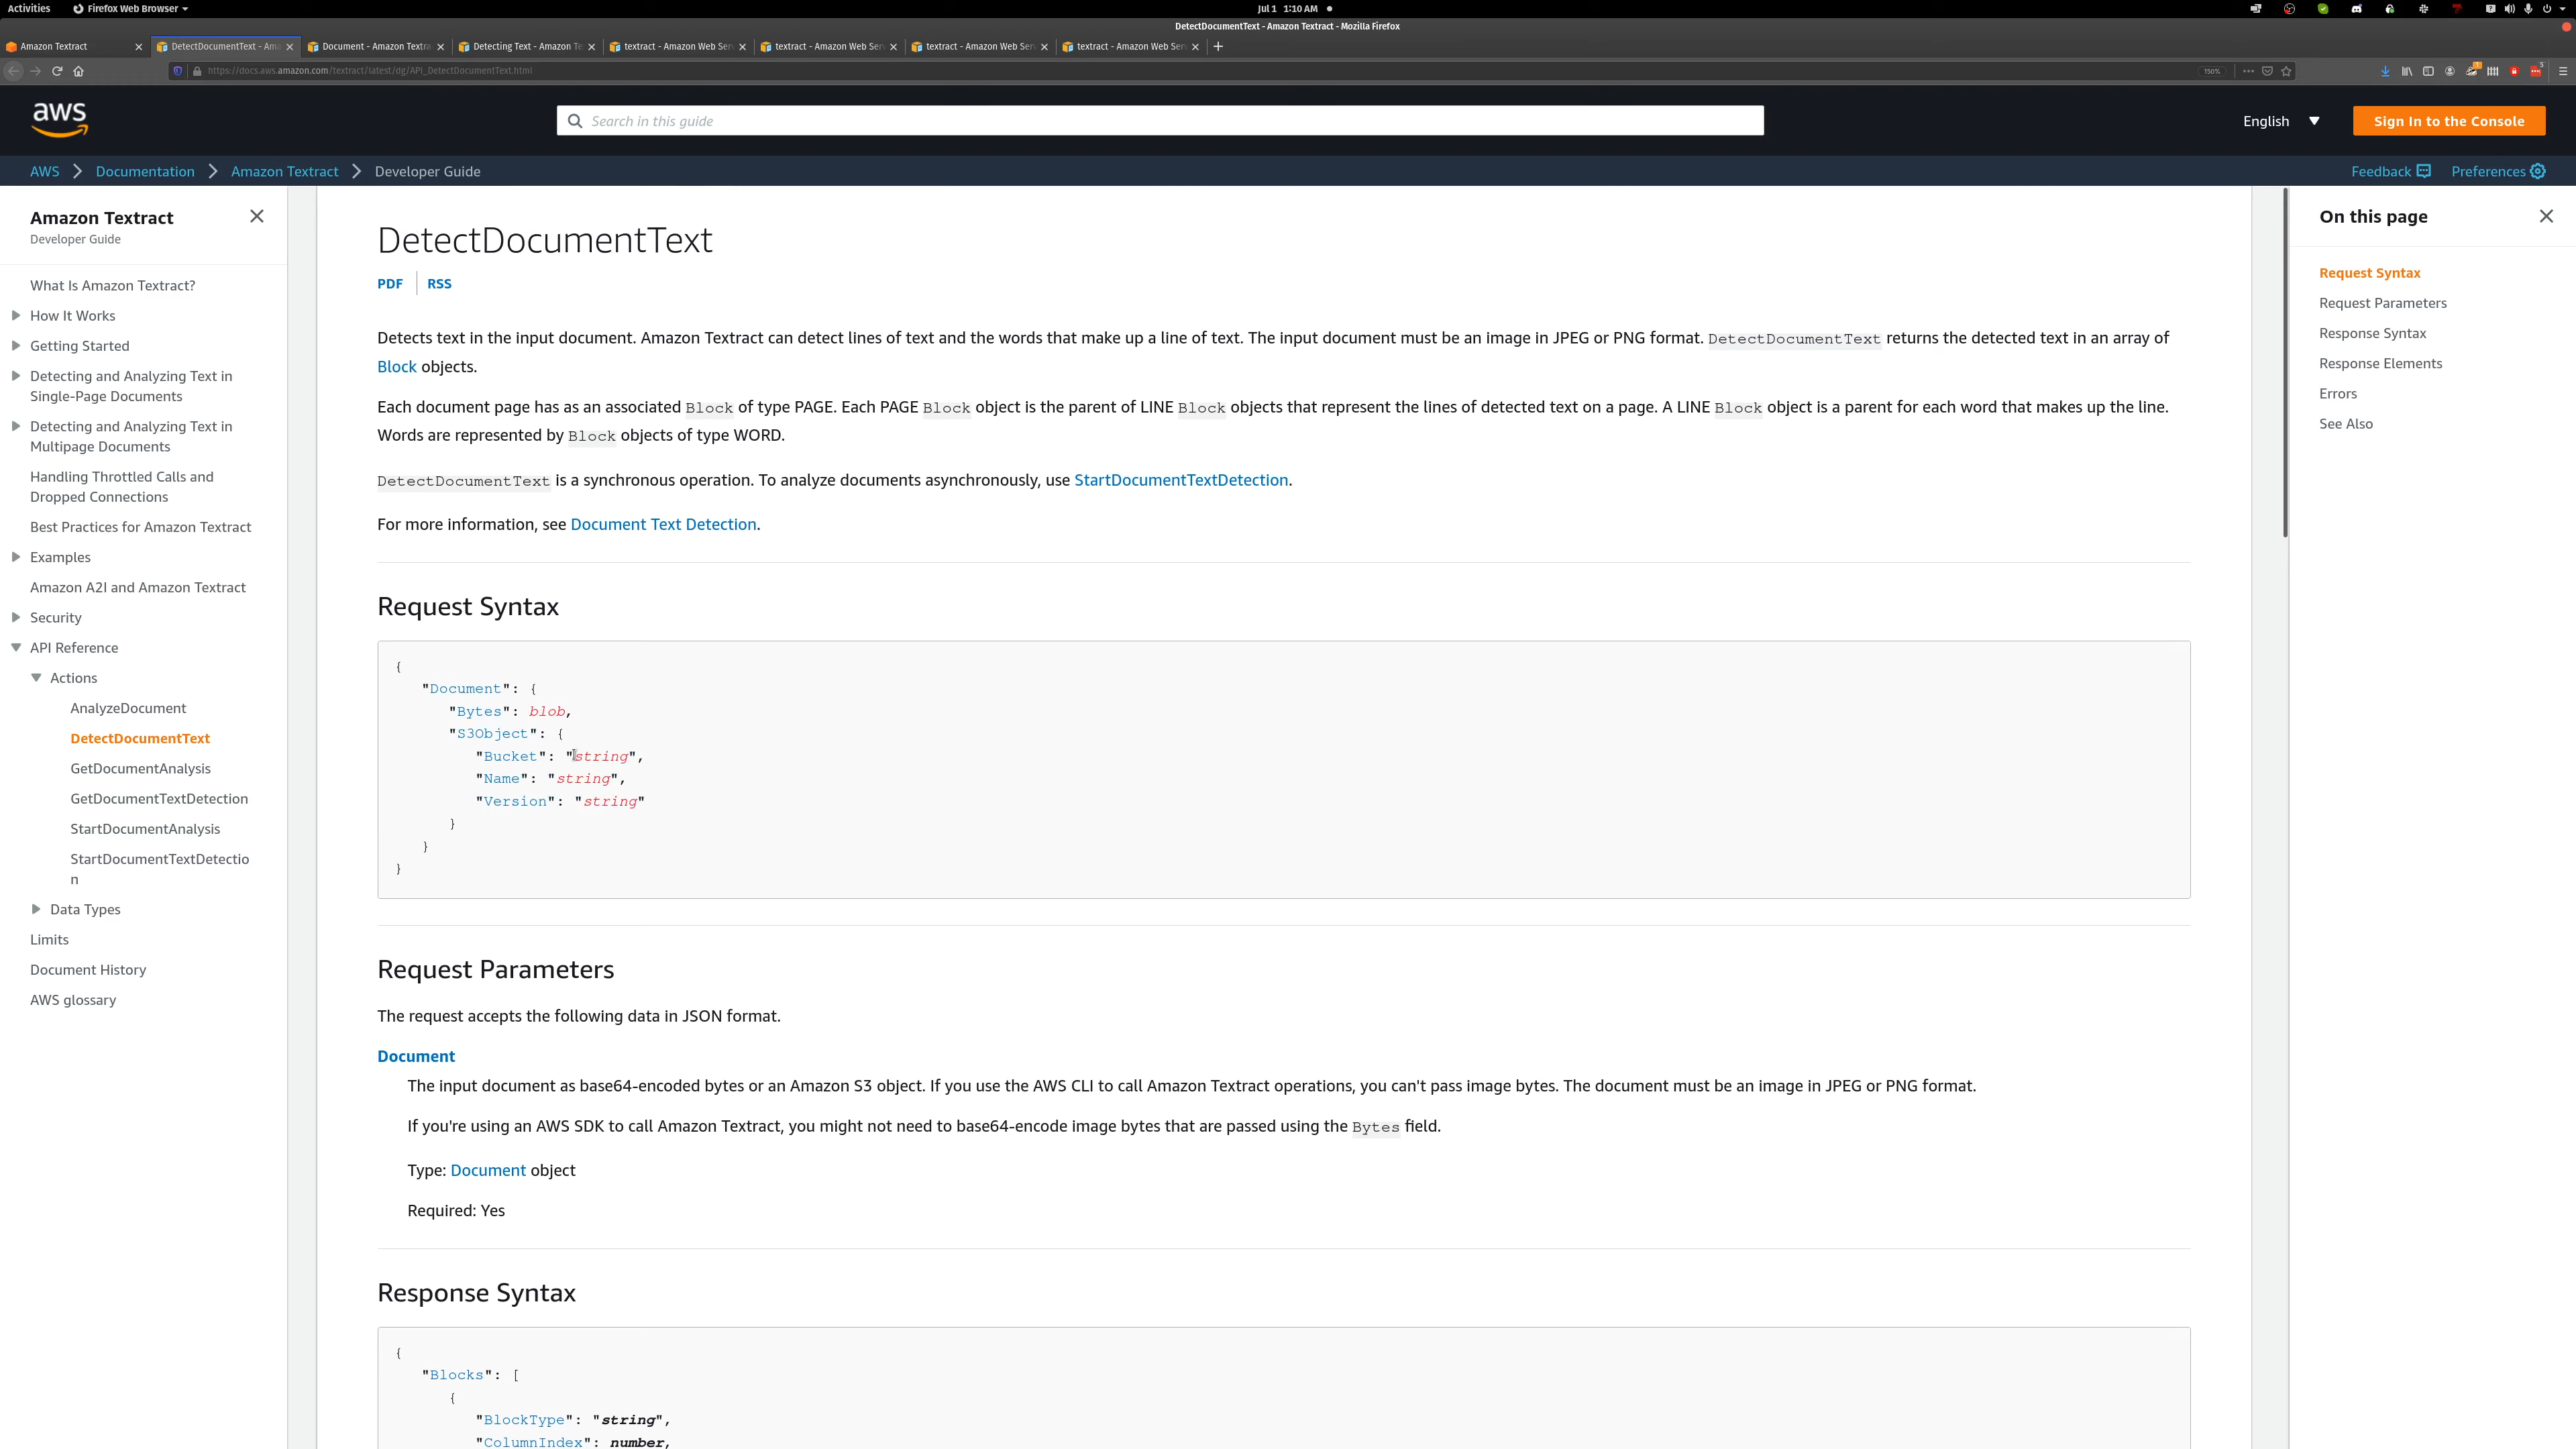 Activities
Firefox Web Browser
Jul 1 1:10 AM
DetectDocumentText - Amazon Textract - Mozilla Firefox
Amazon Textract
DetectDocumentText - Ama
Document - Amazon Textra
Detecting Text - Amazon Te
textract - Amazon Web Ser
textract - Amazon Web Ser
textract - Amazon Web Ser
textract - Amazon Web Ser
https://docs.aws.amazon.com/textract/latest/dg/API_DetectDocumentText.html
150%
aws
Search in this guide
English
Sign In to the Console
AWS
Documentation
Amazon Textract
Developer Guide
Feedback
Preferences
Amazon Textract
Developer Guide
What Is Amazon Textract?
How It Works
Getting Started
Detecting and Analyzing Text in
Single-Page Documents
Detecting and Analyzing Text in
Multipage Documents
Handling Throttled Calls and
Dropped Connections
Best Practices for Amazon Textract
Examples
Amazon A2I and Amazon Textract
Security
API Reference
Actions
AnalyzeDocument
DetectDocumentText
GetDocumentAnalysis
GetDocumentTextDetection
StartDocumentAnalysis
StartDocumentTextDetectio
n
Data Types
Limits
Document History
AWS glossary
DetectDocumentText
PDF
RSS
Detects text in the input document. Amazon Textract can detect lines of text and the words that make up a line of text. The input document must be an image in JPEG or PNG format. DetectDocumentText returns the detected text in an array of
Block objects.
Each document page has as an associated Block of type PAGE. Each PAGE Block object is the parent of LINE Block objects that represent the lines of detected text on a page. A LINE Block object is a parent for each word that makes up the line.
Words are represented by Block objects of type WORD.
DetectDocumentText is a synchronous operation. To analyze documents asynchronously, use StartDocumentTextDetection.
For more information, see Document Text Detection.
Request Syntax
{
"Document": {
"Bytes": blob,
"S3Object": {
"Bucket": "string",
"Name": "string",
"Version": "string"
}
}
}
Request Parameters
The request accepts the following data in JSON format.
Document
The input document as base64-encoded bytes or an Amazon S3 object. If you use the AWS CLI to call Amazon Textract operations, you can't pass image bytes. The document must be an image in JPEG or PNG format.
If you're using an AWS SDK to call Amazon Textract, you might not need to base64-encode image bytes that are passed using the Bytes field.
Type: Document object
Required: Yes
Response Syntax
{
"Blocks": [
{
"BlockType": "string",
"ColumnIndex": number,
On this page
Request Syntax
Request Parameters
Response Syntax
Response Elements
Errors
See Also